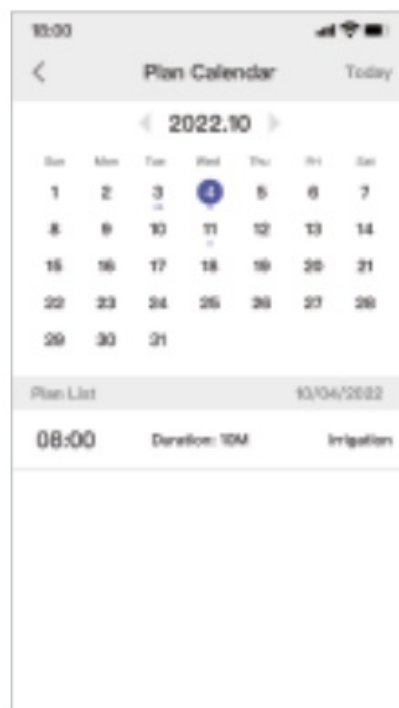 18:00
Plan Calendar Today
2022.10
Sun Mon Tue Wed Thu Fri Sat
1 2 3 4 5 6 7
8 9 10 11 12 13 14
15 16 17 18 19 20 21
22 23 24 25 26 27 28
29 30 31
Plan List 10/04/2022
08:00 Duration: 10M Irrigation